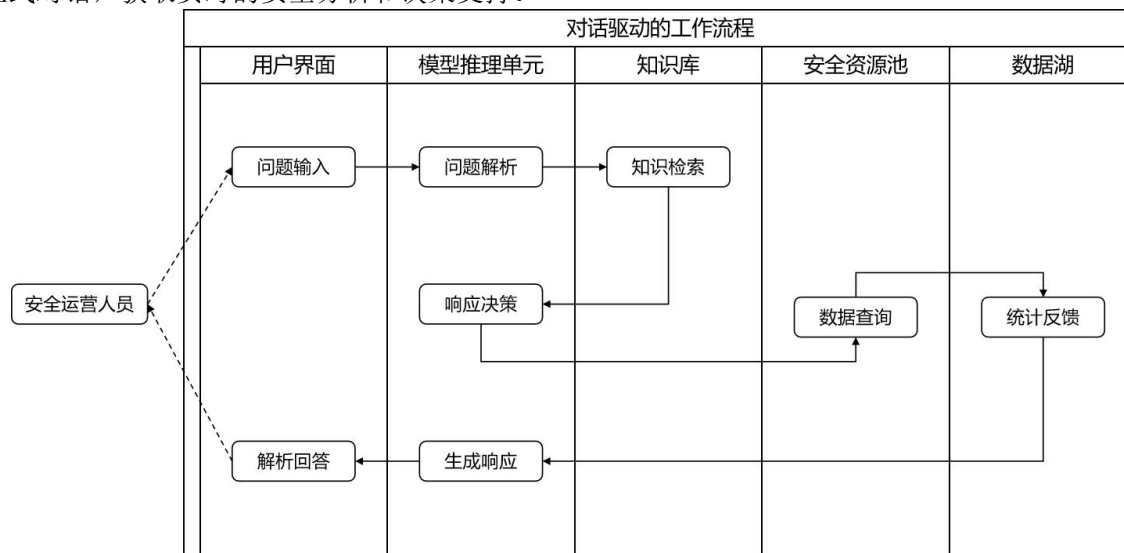 对话驱动的工作流程
用户界面 模型推理单元 知识库 安全资源池 数据湖
问题输入 问题解析 知识检索
安全运营人员 响应决策 数据查询 统计反馈
解析回答 生成响应